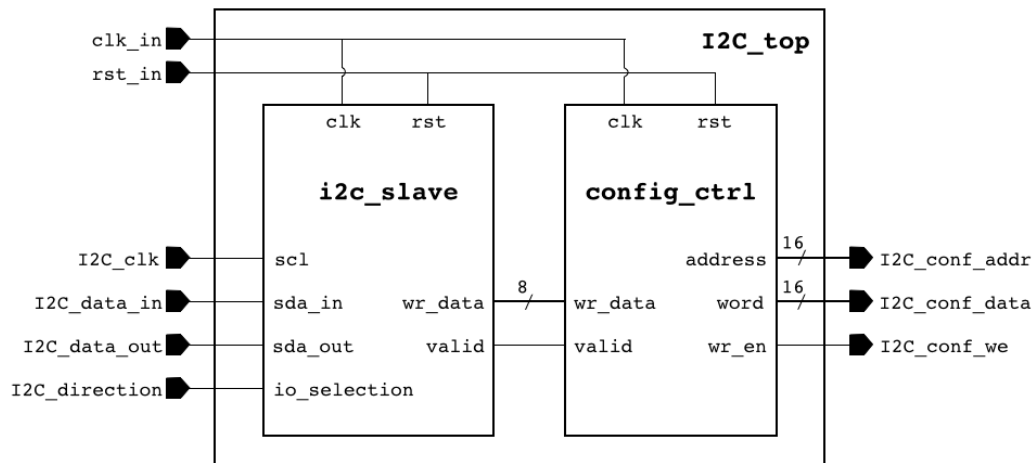 clk_in
I2C_top
rst_in
clk rst
clk rst
i2c_slave
config_ctrl
I2C_clk
scl
address
16
I2C_conf_addr
I2C_data_in
sda_in
wr_data
8
wr_data
word
16
I2C_conf_data
I2C_data_out
sda_out
valid
valid
wr_en
I2C_conf_we
I2C_direction
io_selection